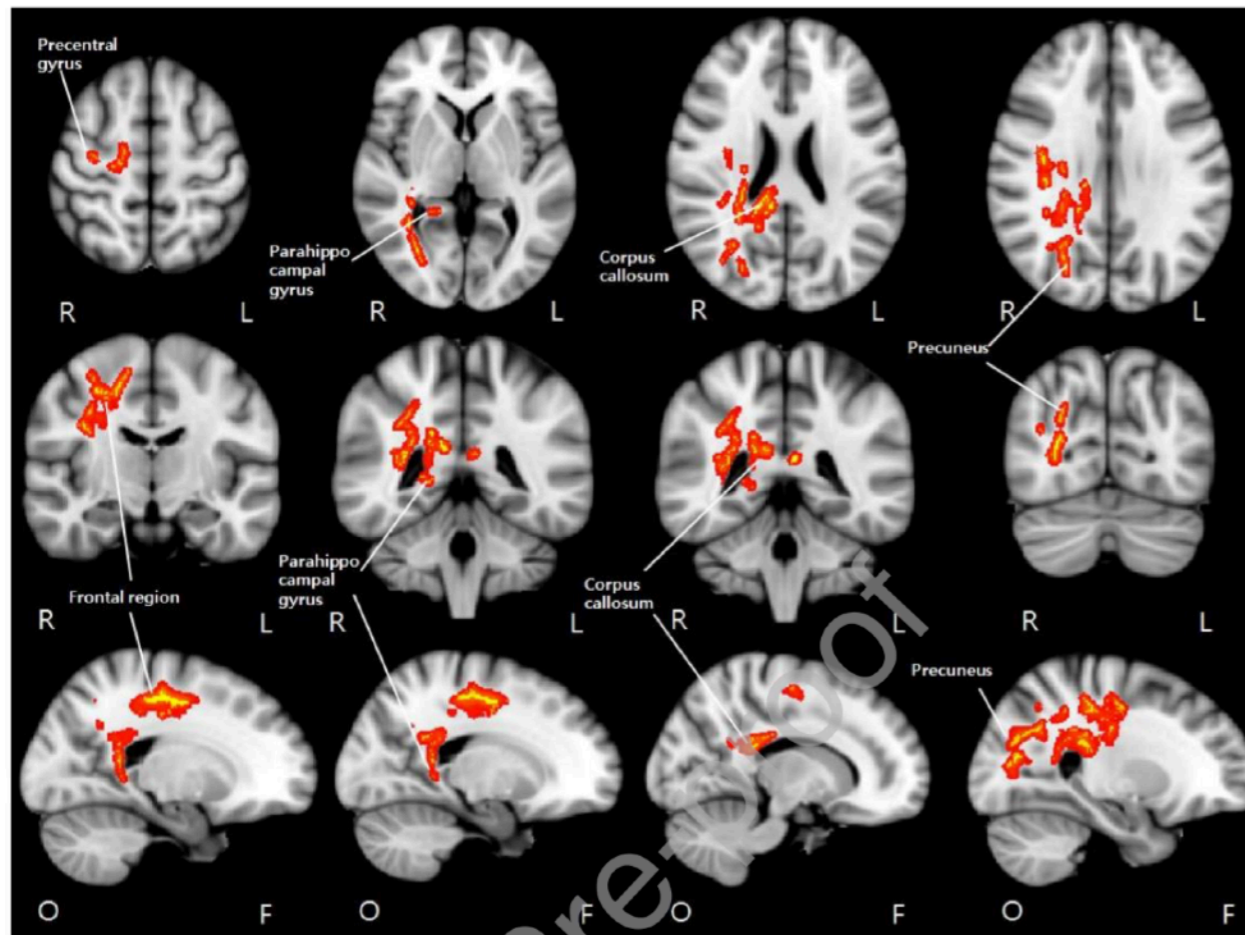 Precentral
gyrus
Parahippo
campal
gyrus
Corpus
callosum
R L
R L
R L
R L
Precuneus
Frontal region
Parahippo
campal
gyrus
Corpus
callosum
R L
R L
R L
R L
Precuneus
O F
O F
O F
O F